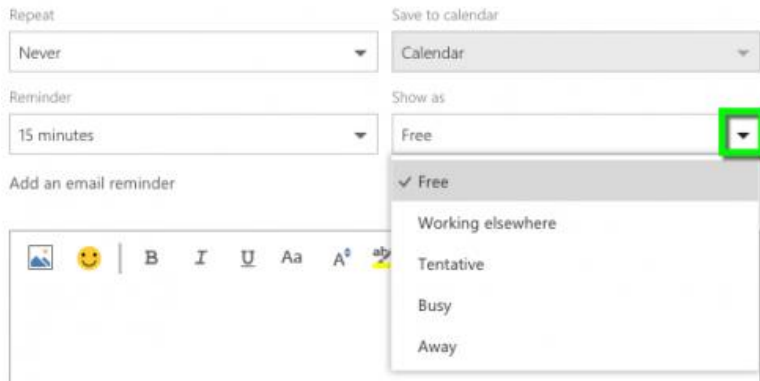 Repeat
Save to calendar
Never
Calendar
Reminder
Show as
15 minutes
Free
Add an email reminder
Free
Working elsewhere
Tentative
Busy
Away
B I U Aa A ab